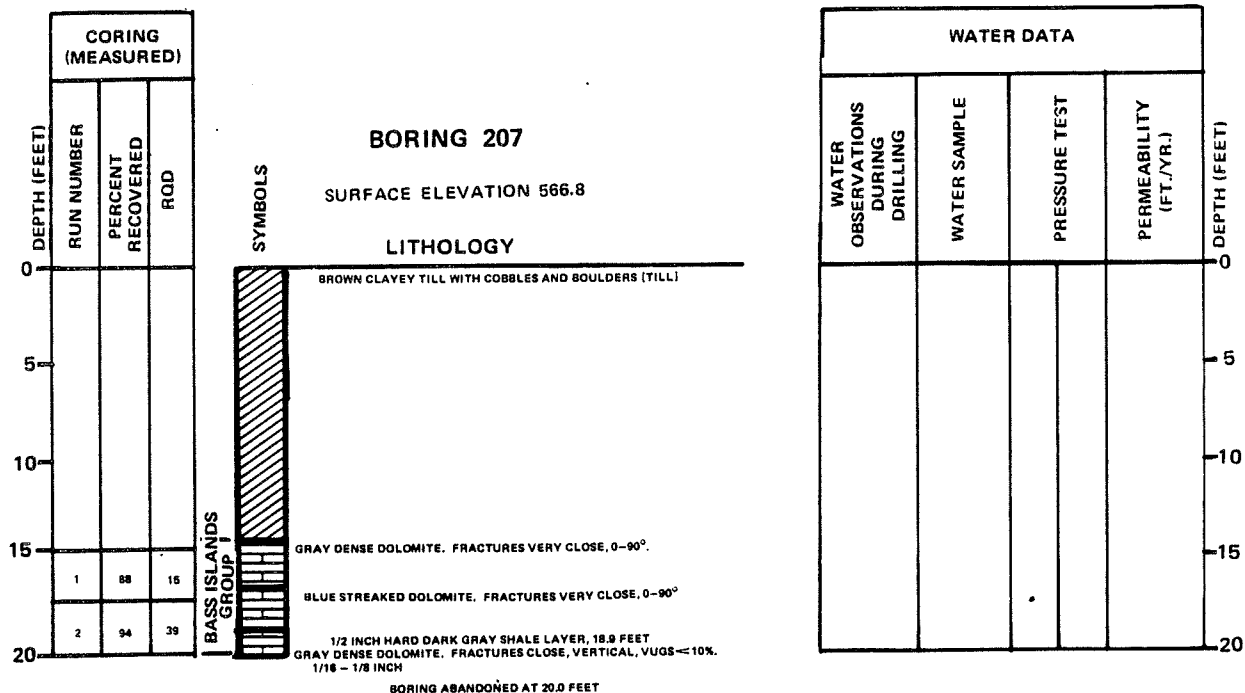 CORING
(MEASURED)
DEPTH (FEET)
RUN NUMBER
PERCENT
RECOVERED
RQD
SYMBOLS
BORING 207
SURFACE ELEVATION 566.8
LITHOLOGY
WATER DATA
WATER
OBSERVATIONS
DURING
DRILLING
WATER SAMPLE
PRESSURE TEST
PERMEABILITY
(FT./YR.)
DEPTH (FEET)
0
5
10
15
20
1 88 15
2 94 39
BASS ISLANDS
GROUP
BROWN CLAYEY TILL WITH COBBLES AND BOULDERS (TILL)
GRAY DENSE DOLOMITE. FRACTURES VERY CLOSE, 0-90°.
BLUE STREAKED DOLOMITE. FRACTURES VERY CLOSE, 0-90°
1/2 INCH HARD DARK GRAY SHALE LAYER, 18.9 FEET
GRAY DENSE DOLOMITE. FRACTURES CLOSE, VERTICAL, VUGS<10%.
1/16 - 1/8 INCH
BORING ABANDONED AT 20.0 FEET
0
5
10
15
20